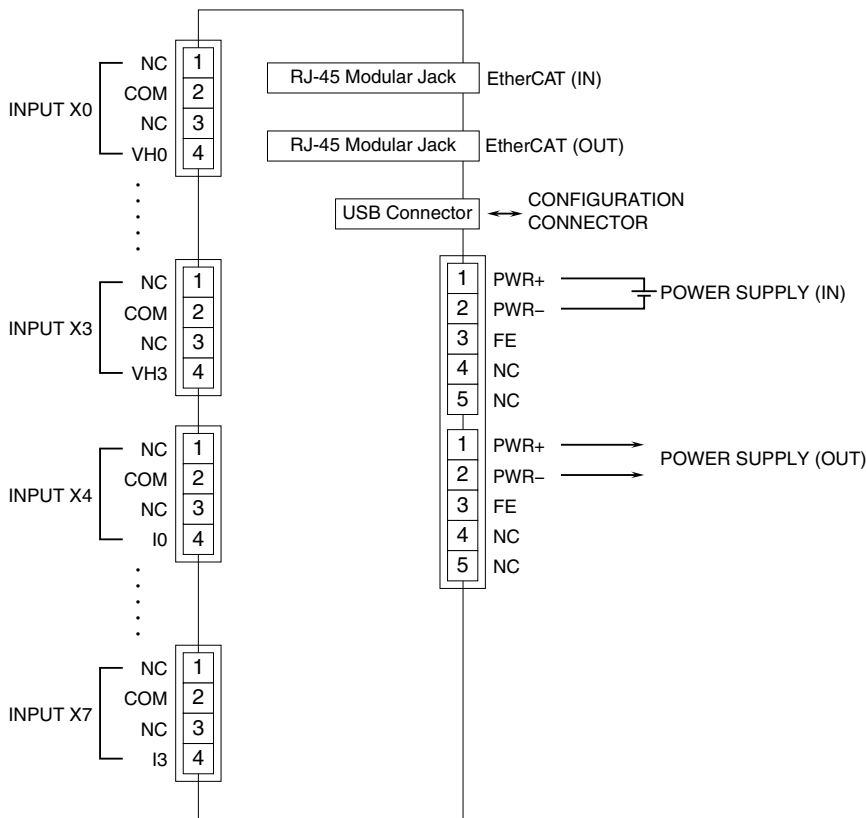 INPUT X0
NC 1
COM 2
NC 3
VH0 4
INPUT X3
NC 1
COM 2
NC 3
VH3 4
INPUT X4
NC 1
COM 2
NC 3
I0 4
INPUT X7
NC 1
COM 2
NC 3
I3 4
RJ-45 Modular Jack EtherCAT (IN)
RJ-45 Modular Jack EtherCAT (OUT)
USB Connector
CONFIGURATION
CONNECTOR
1 PWR+
2 PWR−
3 FE
4 NC
5 NC
POWER SUPPLY (IN)
1 PWR+
2 PWR−
3 FE
4 NC
5 NC
POWER SUPPLY (OUT)